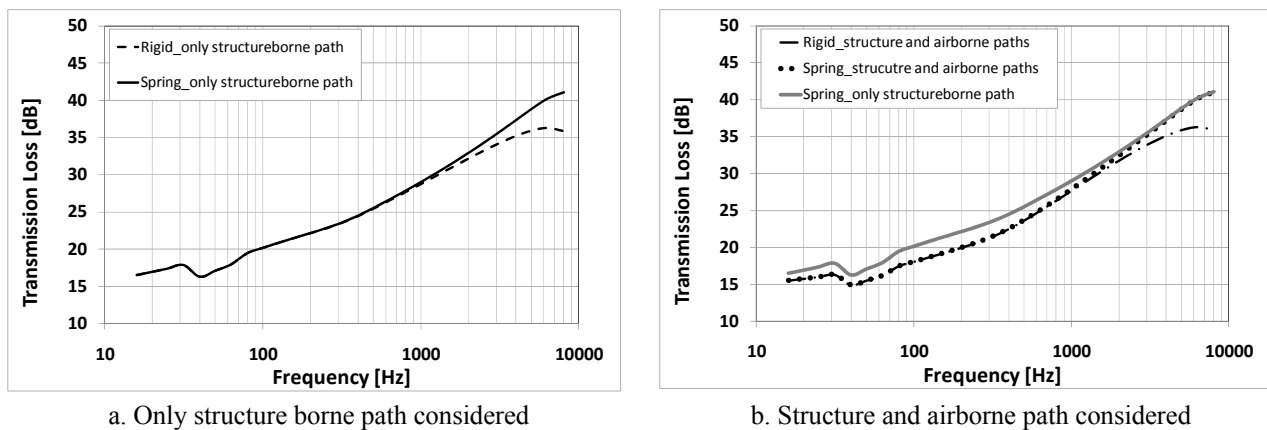 50
45
40
35
30
25
20
15
10
Transmission Loss [dB]
Rigid_only structureborne path
Spring_only structureborne path
10 100 1000 10000
Frequency [Hz]
a. Only structure borne path considered
50
45
40
35
30
25
20
15
10
Transmission Loss [dB]
Rigid_structure and airborne paths
Spring_strucutre and airborne paths
Spring_only structureborne path
10 100 1000 10000
Frequency [Hz]
b. Structure and airborne path considered